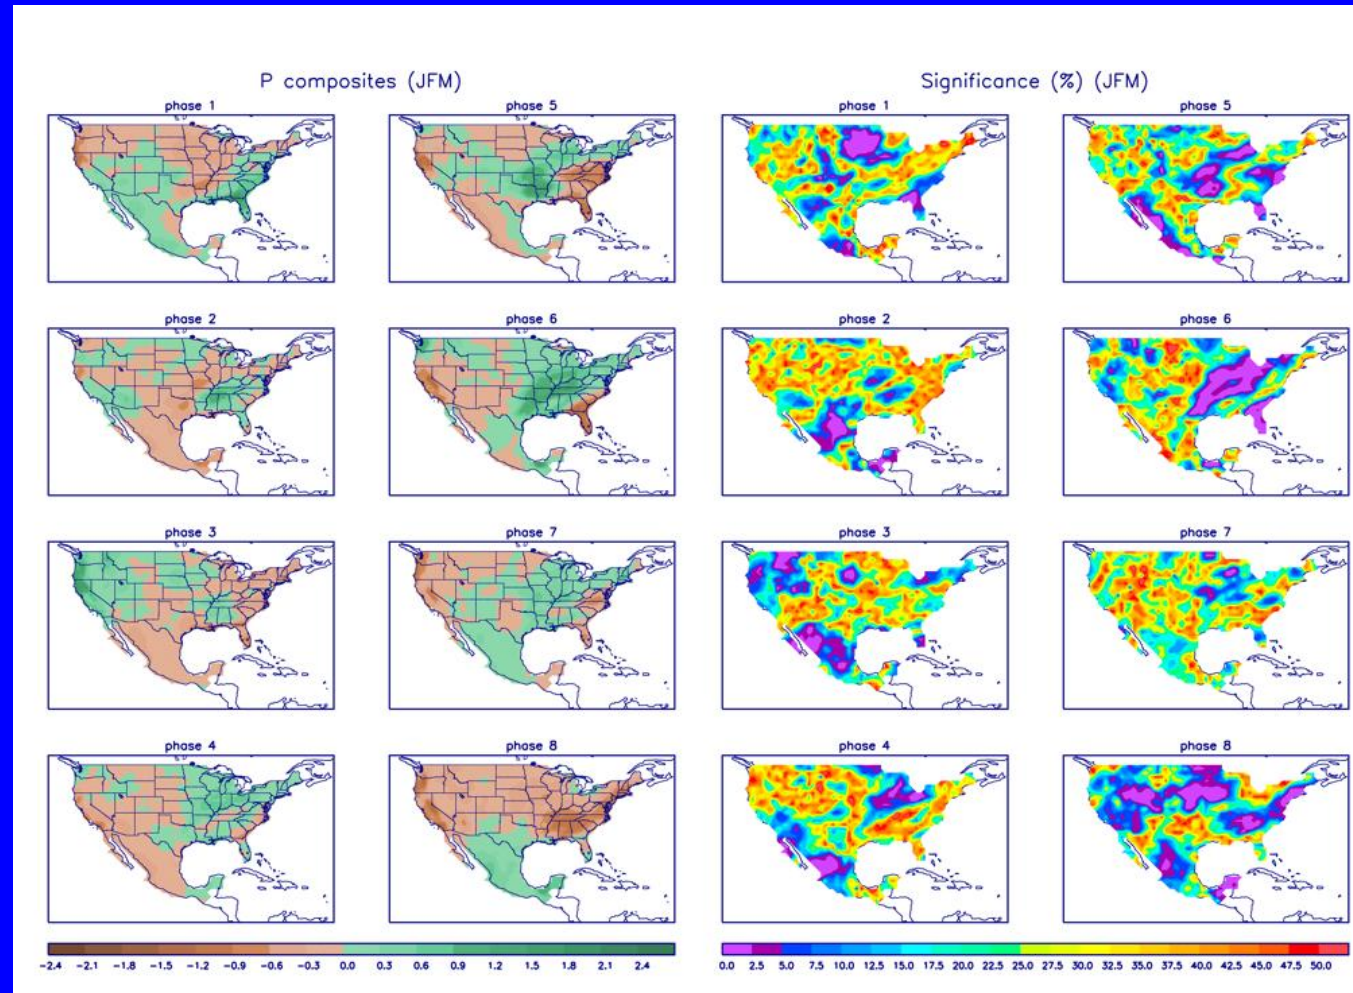 P composites (JFM)
Significance (%) (JFM)
phase 1
phase 5
phase 1
phase 5
phase 2
phase 6
phase 2
phase 6
phase 3
phase 7
phase 3
phase 7
phase 4
phase 8
phase 4
phase 8
−2.4 −2.1 −1.8 −1.5 −1.2 −0.9 −0.6 −0.3 0.0 0.3 0.6 0.9 1.2 1.5 1.8 2.1 2.4
0.0 2.5 5.0 7.5 10.0 12.5 15.0 17.5 20.0 22.5 25.0 27.5 30.0 32.5 35.0 37.5 40.0 42.5 45.0 47.5 50.0